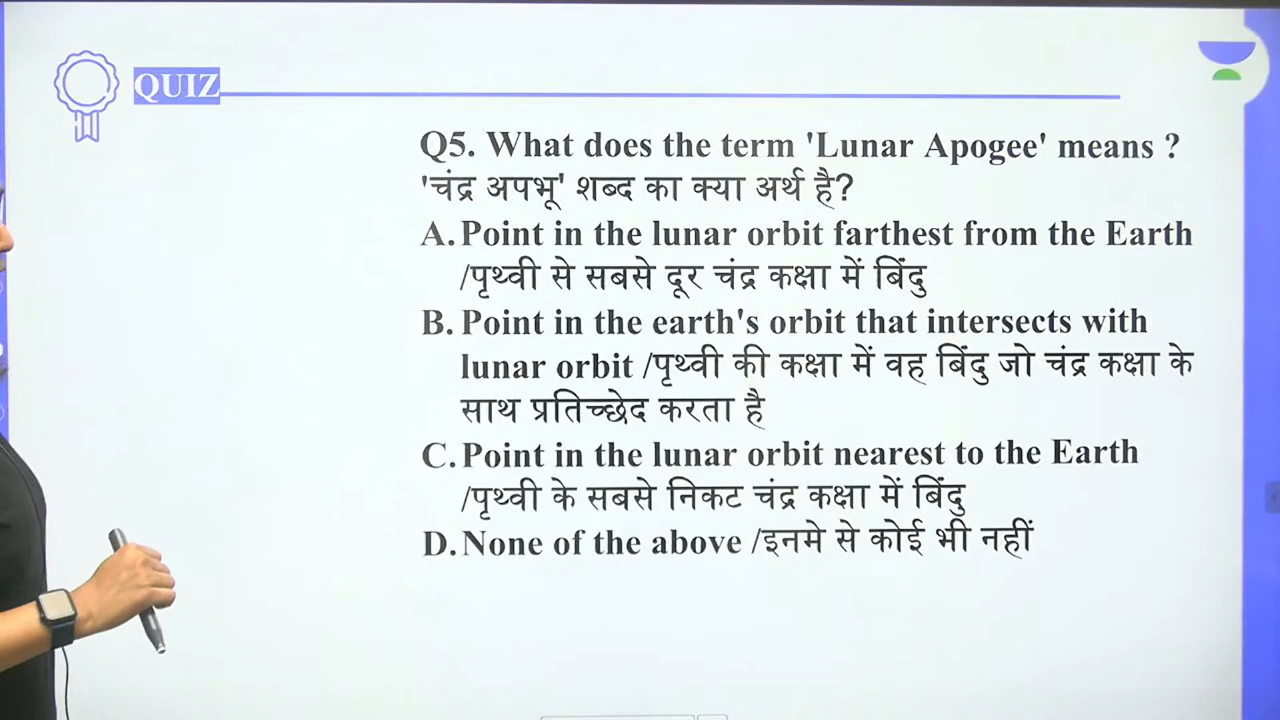 QUIZ
Q5. What does the term 'Lunar Apogee' means ?
'चंद्र अपभू' शब्द का क्या अर्थ है?
A. Point in the lunar orbit farthest from the Earth
/पृथ्वी से सबसे दूर चंद्र कक्षा में बिंदु
B. Point in the earth's orbit that intersects with
lunar orbit /पृथ्वी की कक्षा में वह बिंदु जो चंद्र कक्षा के
साथ प्रतिच्छेद करता है
C. Point in the lunar orbit nearest to the Earth
/पृथ्वी के सबसे निकट चंद्र कक्षा में बिंदु
D. None of the above /इनमे से कोई भी नहीं